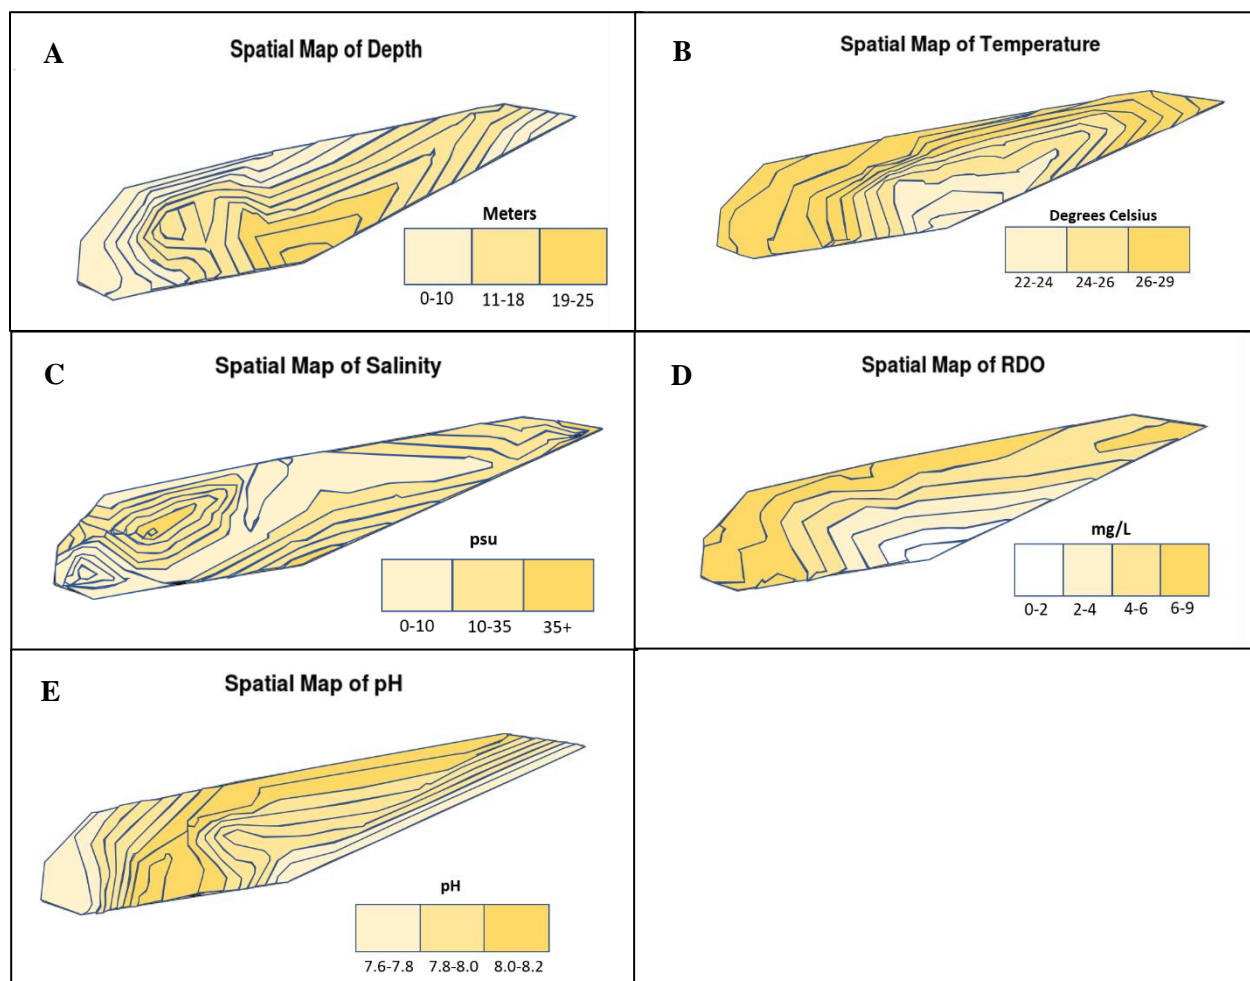 A
Spatial Map of Depth
Meters
0-10 11-18 19-25
B
Spatial Map of Temperature
Degrees Celsius
22-24 24-26 26-29
C
Spatial Map of Salinity
psu
0-10 10-35 35+
D
Spatial Map of RDO
mg/L
0-2 2-4 4-6 6-9
E
Spatial Map of pH
pH
7.6-7.8 7.8-8.0 8.0-8.2